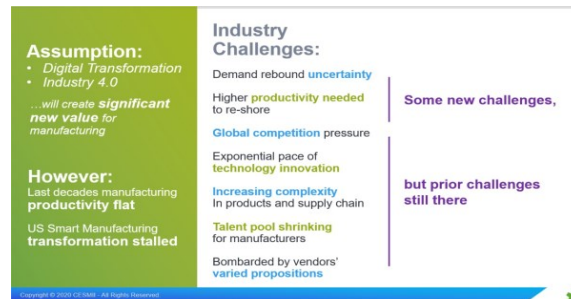 Assumption:
• Digital Transformation
• Industry 4.0
...will create significant
new value for
manufacturing
However:
Last decades manufacturing
productivity flat
US Smart Manufacturing
transformation stalled
Industry
Challenges:
Demand rebound uncertainty
Higher productivity needed
to re-shore
Global competition pressure
Exponential pace of
technology innovation
Increasing complexity
In products and supply chain
Talent pool shrinking
for manufacturers
Bombarded by vendors'
varied propositions
Some new challenges,
but prior challenges
still there
Copyright © 2020 CESMII - All Rights Reserved